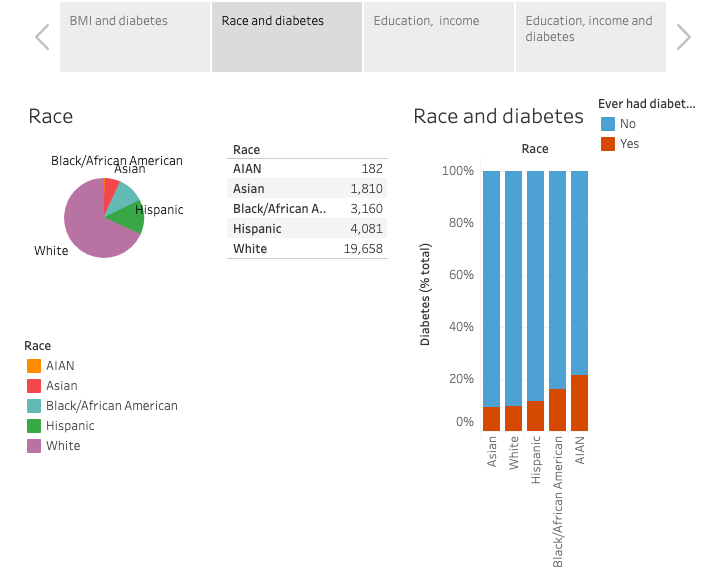 BMI and diabetes
Race and diabetes
Education, income
Education, income and
diabetes
Race
Black/African American
Asian
Hispanic
White
Race
AIAN 182
Asian 1,810
Black/African A.. 3,160
Hispanic 4,081
White 19,658
Race
AIAN
Asian
Black/African American
Hispanic
White
Race and diabetes
Ever had diabet...
No
Yes
Race
100%
80%
60%
40%
20%
0%
Diabetes (% total)
Asian
White
Hispanic
Black/African American
AIAN